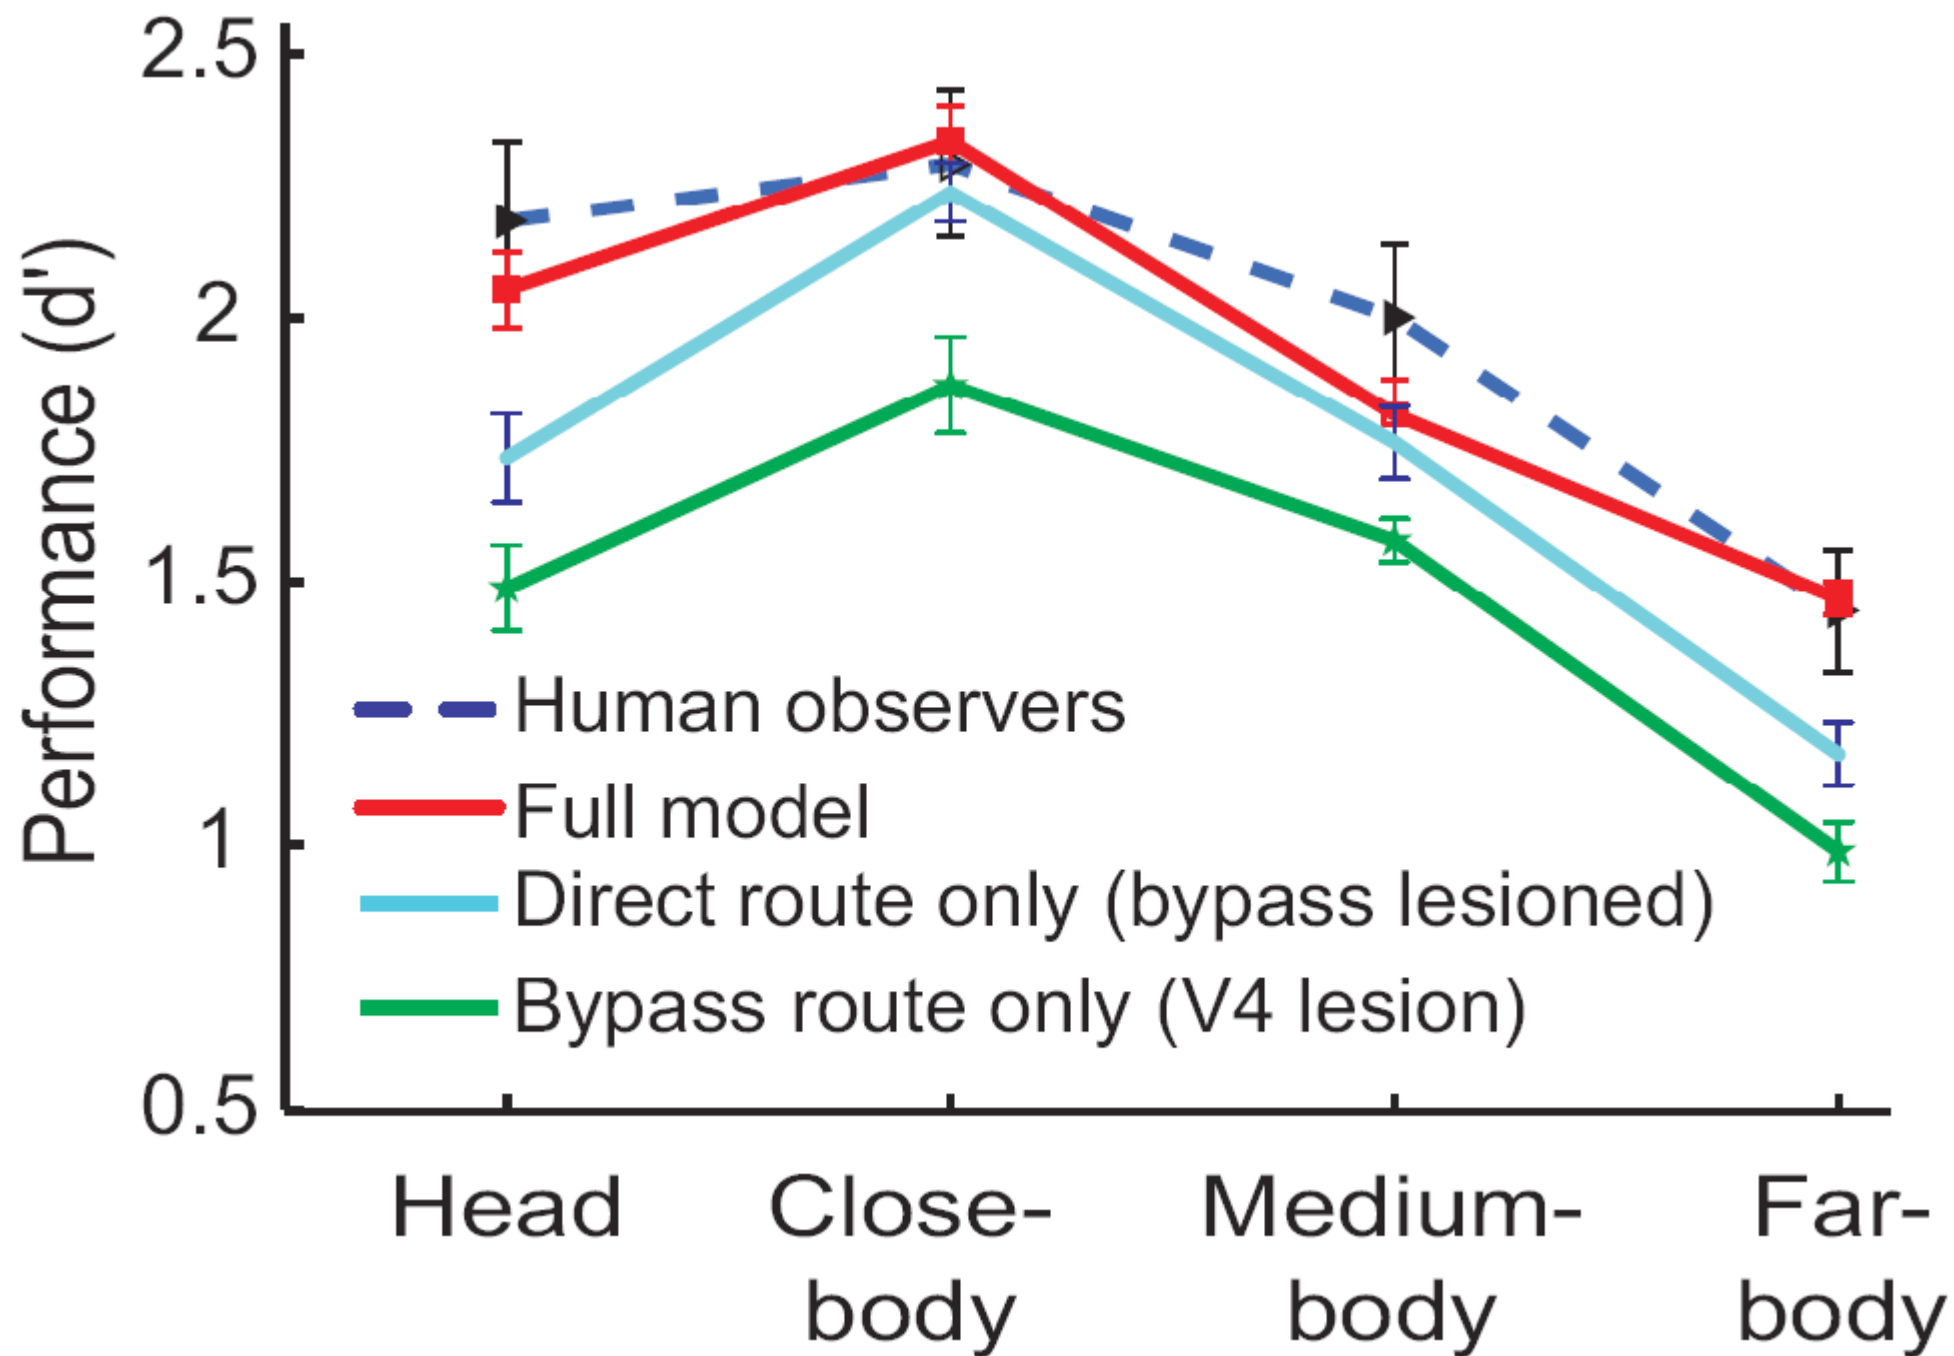 Performance (d')
2.5
2
1.5
1
0.5
Human observers
Full model
Direct route only (bypass lesioned)
Bypass route only (V4 lesion)
Head
Close-
body
Medium-
body
Far-
body